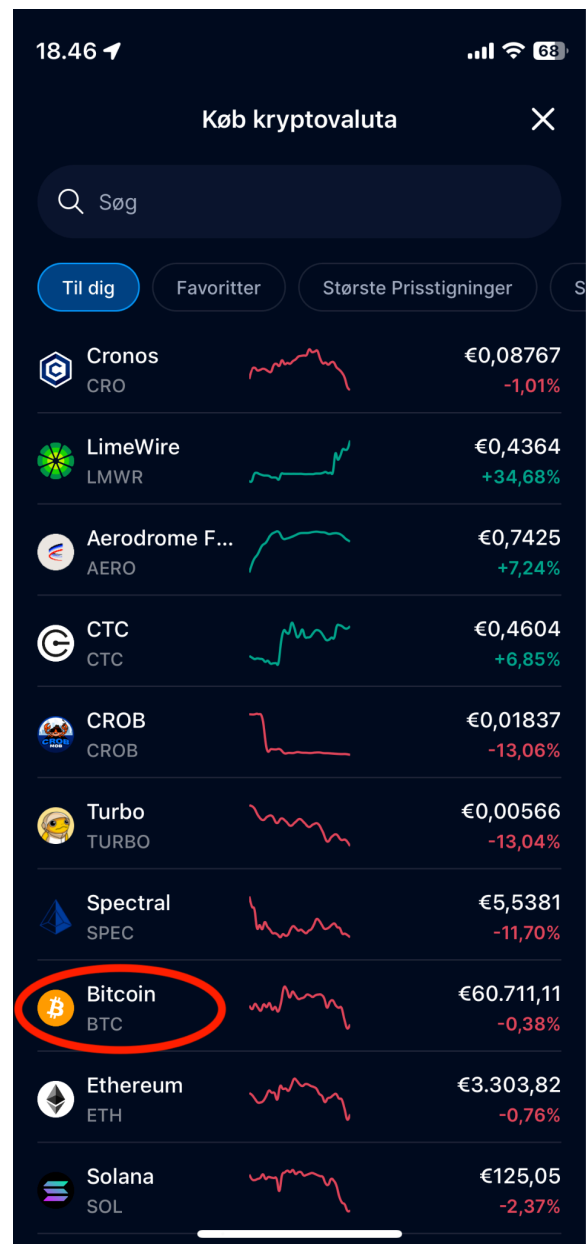 18.46
68
Køb kryptovaluta
Søg
Til dig Favoritter Største Prisstigninger S
Cronos €0,08767
CRO -1,01%
LimeWire €0,4364
LMWR +34,68%
Aerodrome F... €0,7425
AERO +7,24%
CTC €0,4604
CTC +6,85%
CROB €0,01837
CROB -13,06%
Turbo €0,00566
TURBO -13,04%
Spectral €5,5381
SPEC -11,70%
Bitcoin €60.711,11
BTC -0,38%
Ethereum €3.303,82
ETH -0,76%
Solana €125,05
SOL -2,37%